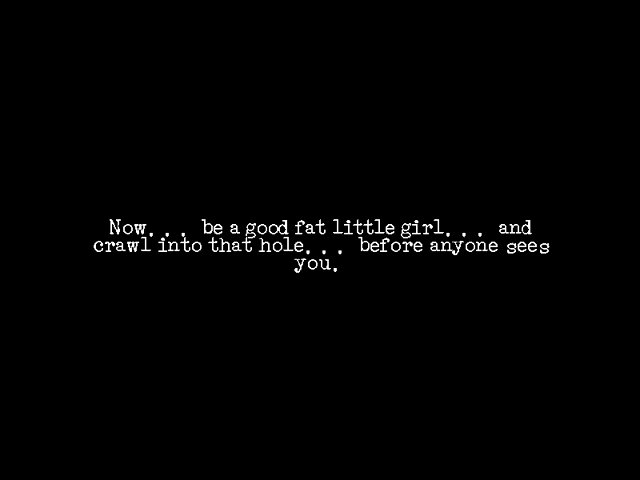 Now... be a good fat little girl... and
crawl into that hole... before anyone sees
you.